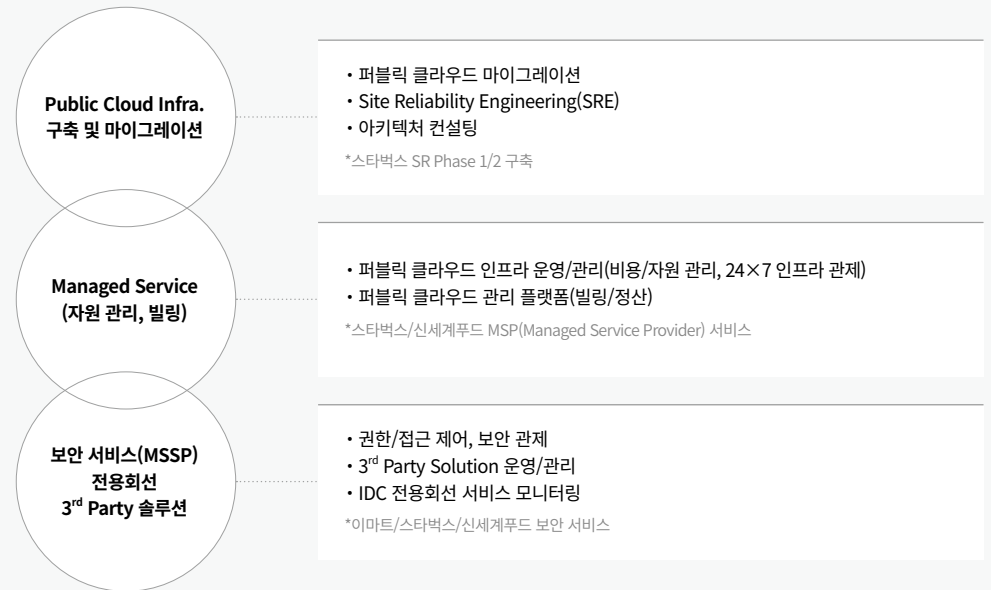 Public Cloud Infra.
구축 및 마이그레이션
• 퍼블릭 클라우드 마이그레이션
• Site Reliability Engineering(SRE)
• 아키텍처 컨설팅
*스타벅스 SR Phase 1/2 구축
Managed Service
(자원 관리, 빌링)
• 퍼블릭 클라우드 인프라 운영/관리(비용/자원 관리, 24×7 인프라 관제)
• 퍼블릭 클라우드 관리 플랫폼(빌링/정산)
*스타벅스/신세계푸드 MSP(Managed Service Provider) 서비스
보안 서비스(MSSP)
전용회선
3rd Party 솔루션
• 권한/접근 제어, 보안 관제
• 3rd Party Solution 운영/관리
• IDC 전용회선 서비스 모니터링
*이마트/스타벅스/신세계푸드 보안 서비스